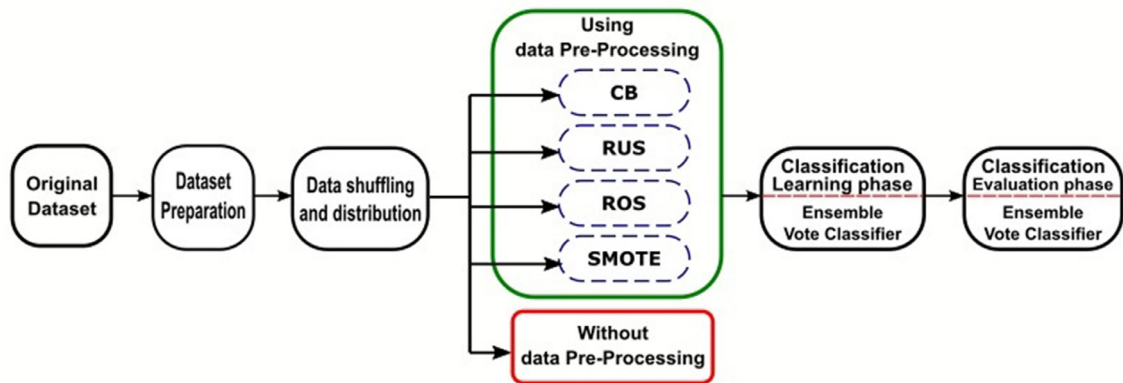 Original
Dataset
Dataset
Preparation
Data shuffling
and distribution
Using
data Pre-Processing
CB
RUS
ROS
SMOTE
Without
data Pre-Processing
Classification
Learning phase
Ensemble
Vote Classifier
Classification
Evaluation phase
Ensemble
Vote Classifier